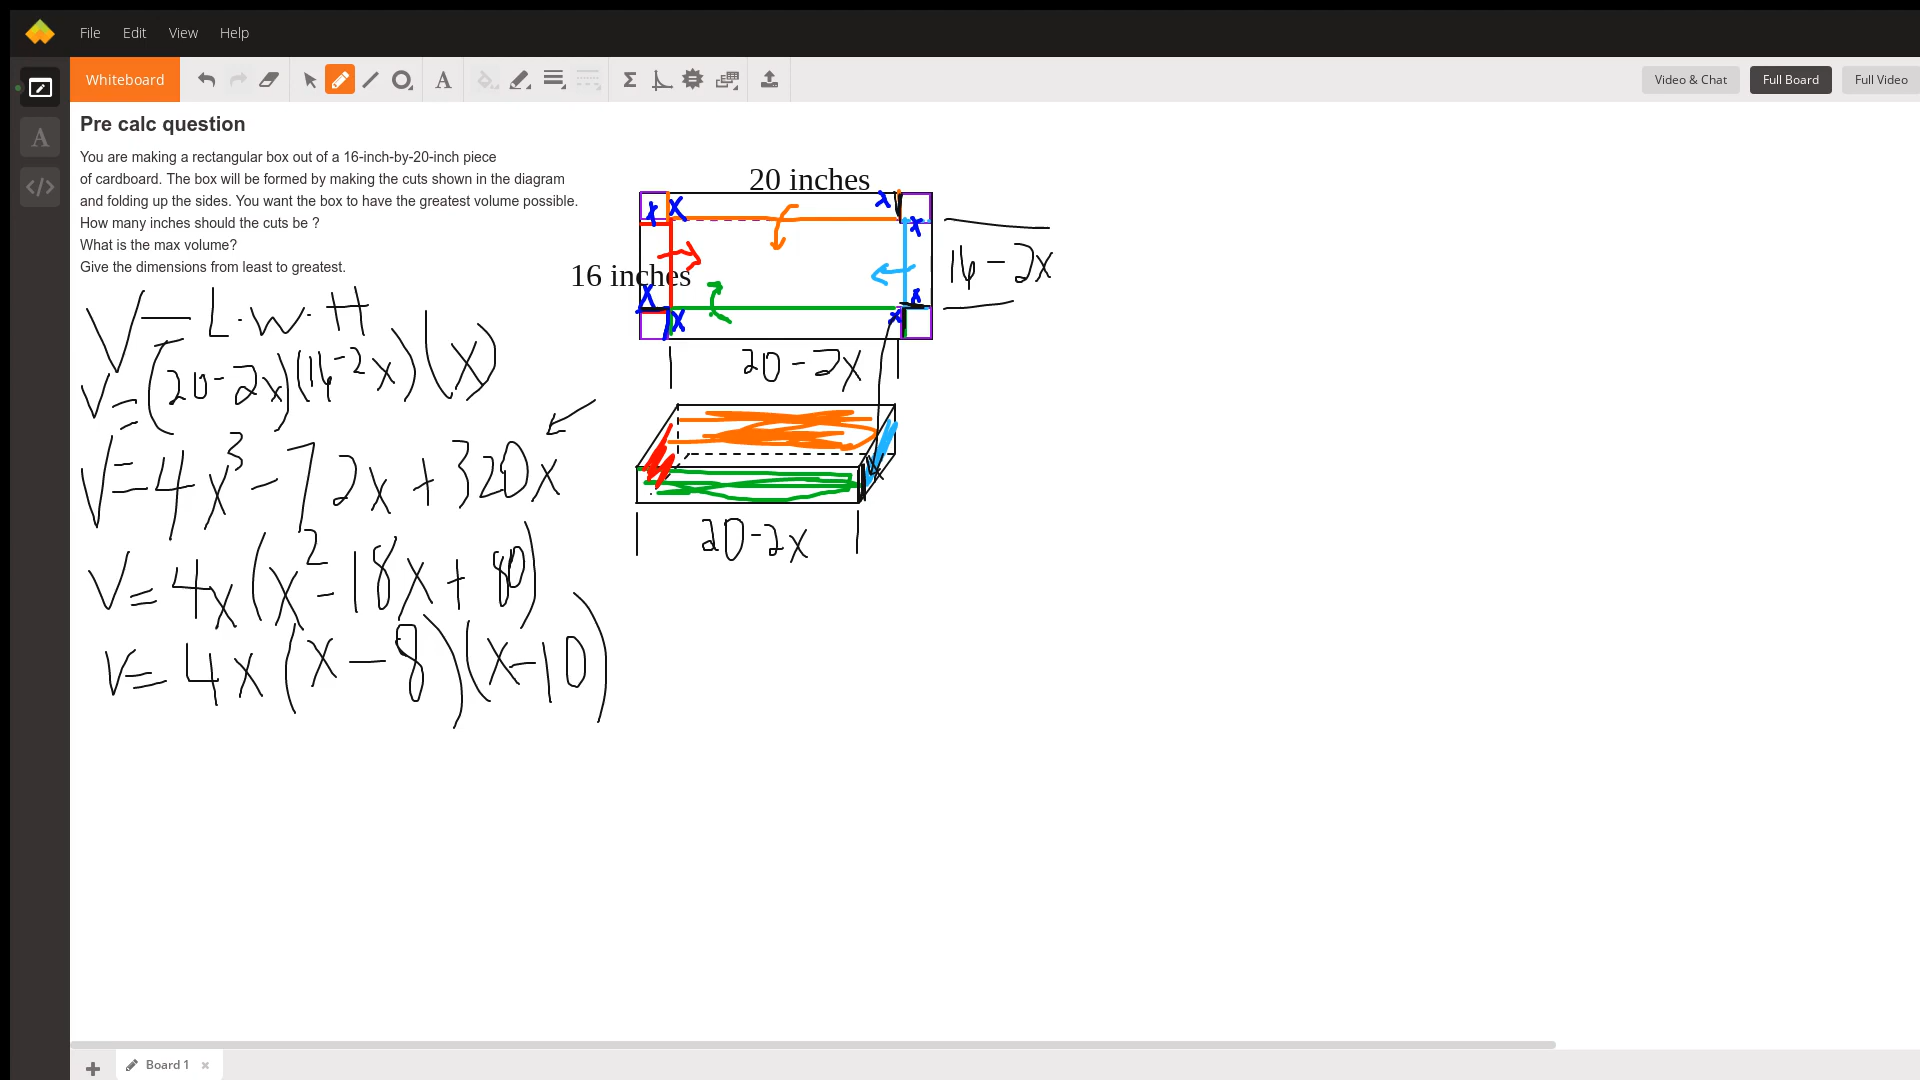 File Edit View Help
Whiteboard
A
Σ
Video & Chat
Full Board
Full Video
A
</>
Pre calc question
You are making a rectangular box out of a 16-inch-by-20-inch piece
of cardboard. The box will be formed by making the cuts shown in the diagram
and folding up the sides. You want the box to have the greatest volume possible.
How many inches should the cuts be ?
What is the max volume?
Give the dimensions from least to greatest.
V = L · W · H
V = (20-2x)(16-2x)(x)
V = 4x³ - 72x + 320x
V = 4x(x² - 18x + 80)
V = 4x(x - 8)(x - 10)
20 inches
x x x
x
16 inches
16 - 2x
x x
x x
20 - 2x
x
20 - 2x
+
Board 1 ×